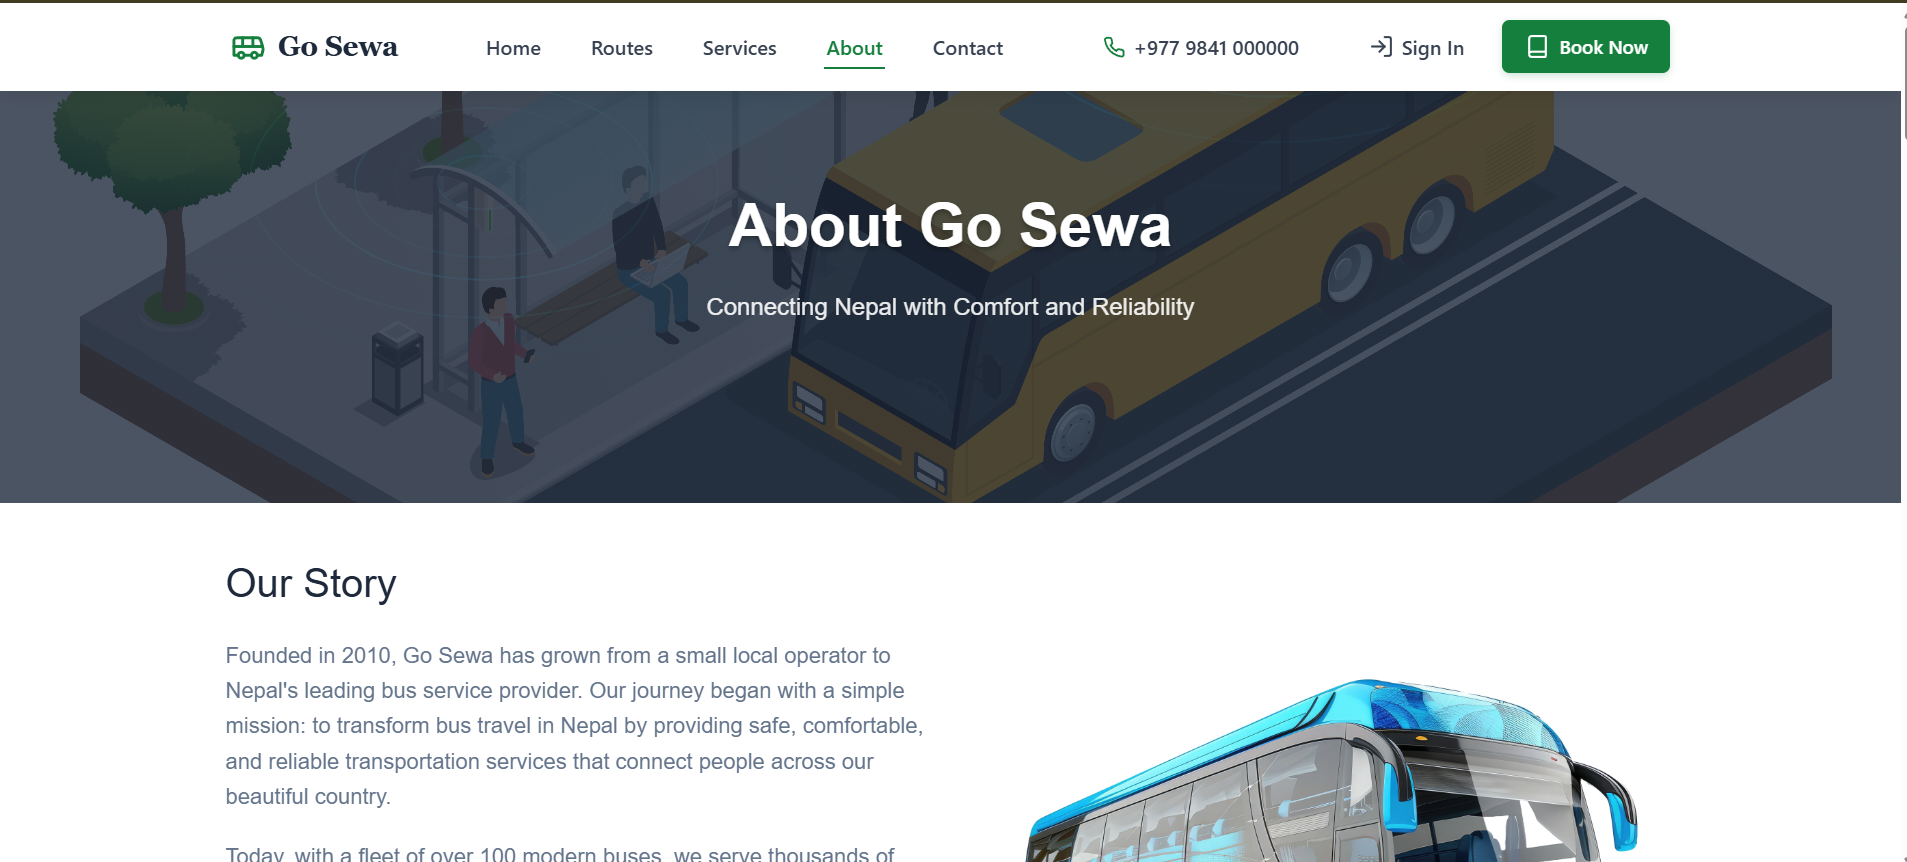 Go Sewa
Home
Routes
Services
About
Contact
+977 9841 000000
Sign In
Book Now
About Go Sewa
Connecting Nepal with Comfort and Reliability
Our Story
Founded in 2010, Go Sewa has grown from a small local operator to
Nepal's leading bus service provider. Our journey began with a simple
mission: to transform bus travel in Nepal by providing safe, comfortable,
and reliable transportation services that connect people across our
beautiful country.
Today, with a fleet of over 100 modern buses, we serve thousands of